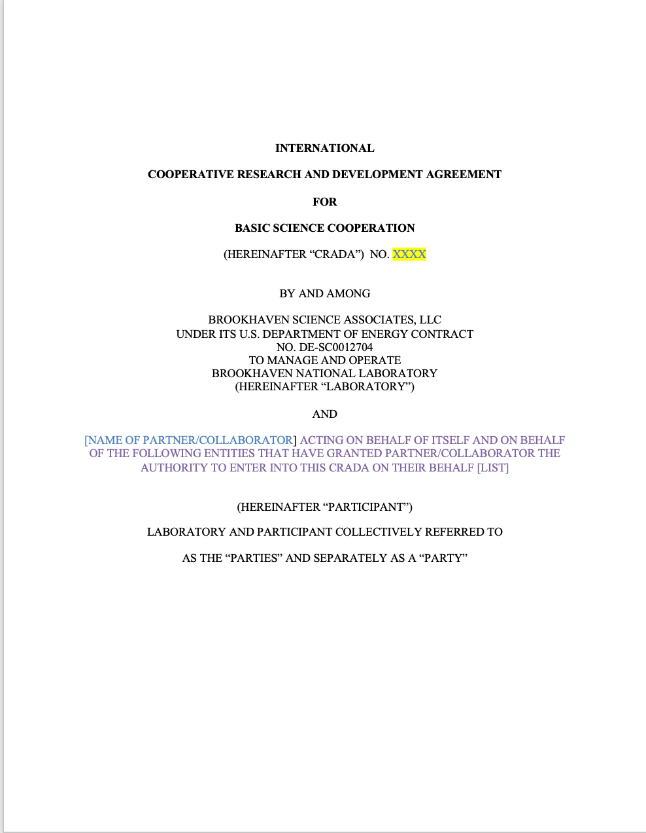 INTERNATIONAL
COOPERATIVE RESEARCH AND DEVELOPMENT AGREEMENT
FOR
BASIC SCIENCE COOPERATION
(HEREINAFTER “CRADA”)  NO. XXXX
BY AND AMONG
BROOKHAVEN SCIENCE ASSOCIATES, LLC
UNDER ITS U.S. DEPARTMENT OF ENERGY CONTRACT
NO. DE-SC0012704
TO MANAGE AND OPERATE
BROOKHAVEN NATIONAL LABORATORY
(HEREINAFTER “LABORATORY”)
AND
[NAME OF PARTNER/COLLABORATOR] ACTING ON BEHALF OF ITSELF AND ON BEHALF
OF THE FOLLOWING ENTITIES THAT HAVE GRANTED PARTNER/COLLABORATOR THE
AUTHORITY TO ENTER INTO THIS CRADA ON THEIR BEHALF [LIST]
(HEREINAFTER “PARTICIPANT”)
LABORATORY AND PARTICIPANT COLLECTIVELY REFERRED TO
AS THE “PARTIES” AND SEPARATELY AS A “PARTY”